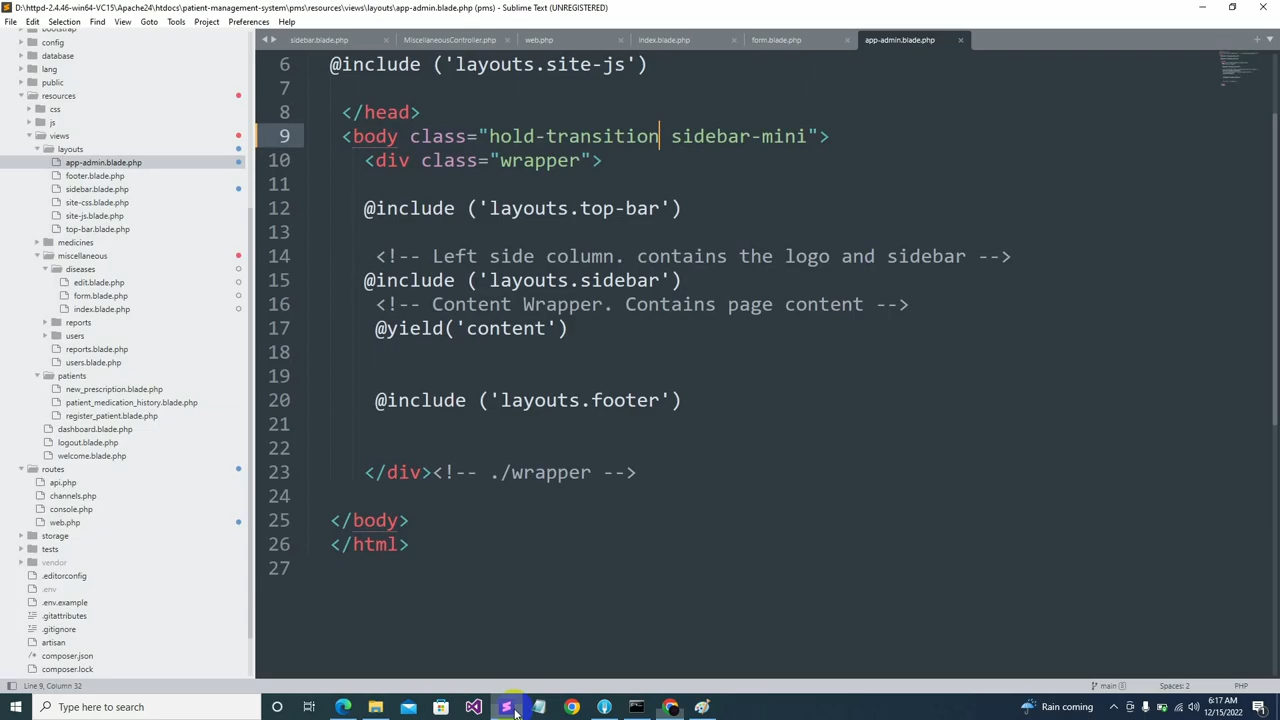 D:\httpd-2.4.46-win64-VC15\Apache24\htdocs\patient-management-system\pms\resources\views\layouts\app-admin.blade.php (pms) - Sublime Text (UNREGISTERED)
File Edit Selection Find View Goto Tools Project Preferences Help
sidebar.blade.php MiscellaneousController.php web.php index.blade.php form.blade.php app-admin.blade.php
bootstrap
config
database
lang
public
resources
css
js
views
layouts
app-admin.blade.php
footer.blade.php
sidebar.blade.php
site-css.blade.php
site-js.blade.php
top-bar.blade.php
medicines
miscellaneous
diseases
edit.blade.php
form.blade.php
index.blade.php
reports
users
reports.blade.php
users.blade.php
patients
new_prescription.blade.php
patient_medication_history.blade.php
register_patient.blade.php
dashboard.blade.php
logout.blade.php
welcome.blade.php
routes
api.php
channels.php
console.php
web.php
storage
tests
vendor
.editorconfig
.env
.env.example
.gitattributes
.gitignore
artisan
composer.json
composer.lock
6 @include ('layouts.site-js')
7
8 </head>
9 <body class="hold-transition sidebar-mini">
10 <div class="wrapper">
11
12 @include ('layouts.top-bar')
13
14 <!-- Left side column. contains the logo and sidebar -->
15 @include ('layouts.sidebar')
16 <!-- Content Wrapper. Contains page content -->
17 @yield('content')
18
19
20 @include ('layouts.footer')
21
22
23 </div><!-- ./wrapper -->
24
25 </body>
26 </html>
27
Line 9, Column 32 main 8 Spaces: 2 PHP
Type here to search Rain coming 6:17 AM
12/15/2022